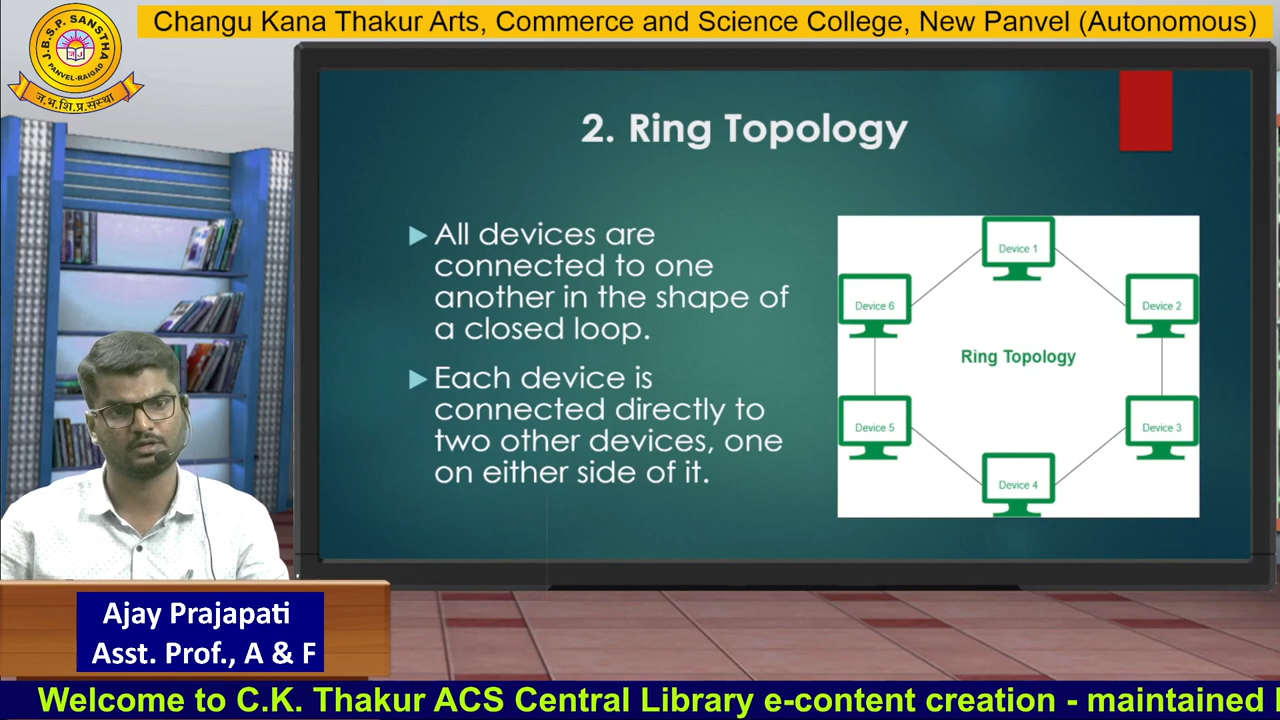 Changu Kana Thakur Arts, Commerce and Science College, New Panvel (Autonomous)
J.B.S.P. SANSTHA
PANVEL-RAIGAD
ज.भ.शि.प्र.संस्था
2. Ring Topology
All devices are
connected to one
another in the shape of
a closed loop.
Each device is
connected directly to
two other devices, one
on either side of it.
Device 1
Device 6
Device 2
Ring Topology
Device 5
Device 3
Device 4
Ajay Prajapati
Asst. Prof., A & F
Welcome to C.K. Thakur ACS Central Library e-content creation - maintained